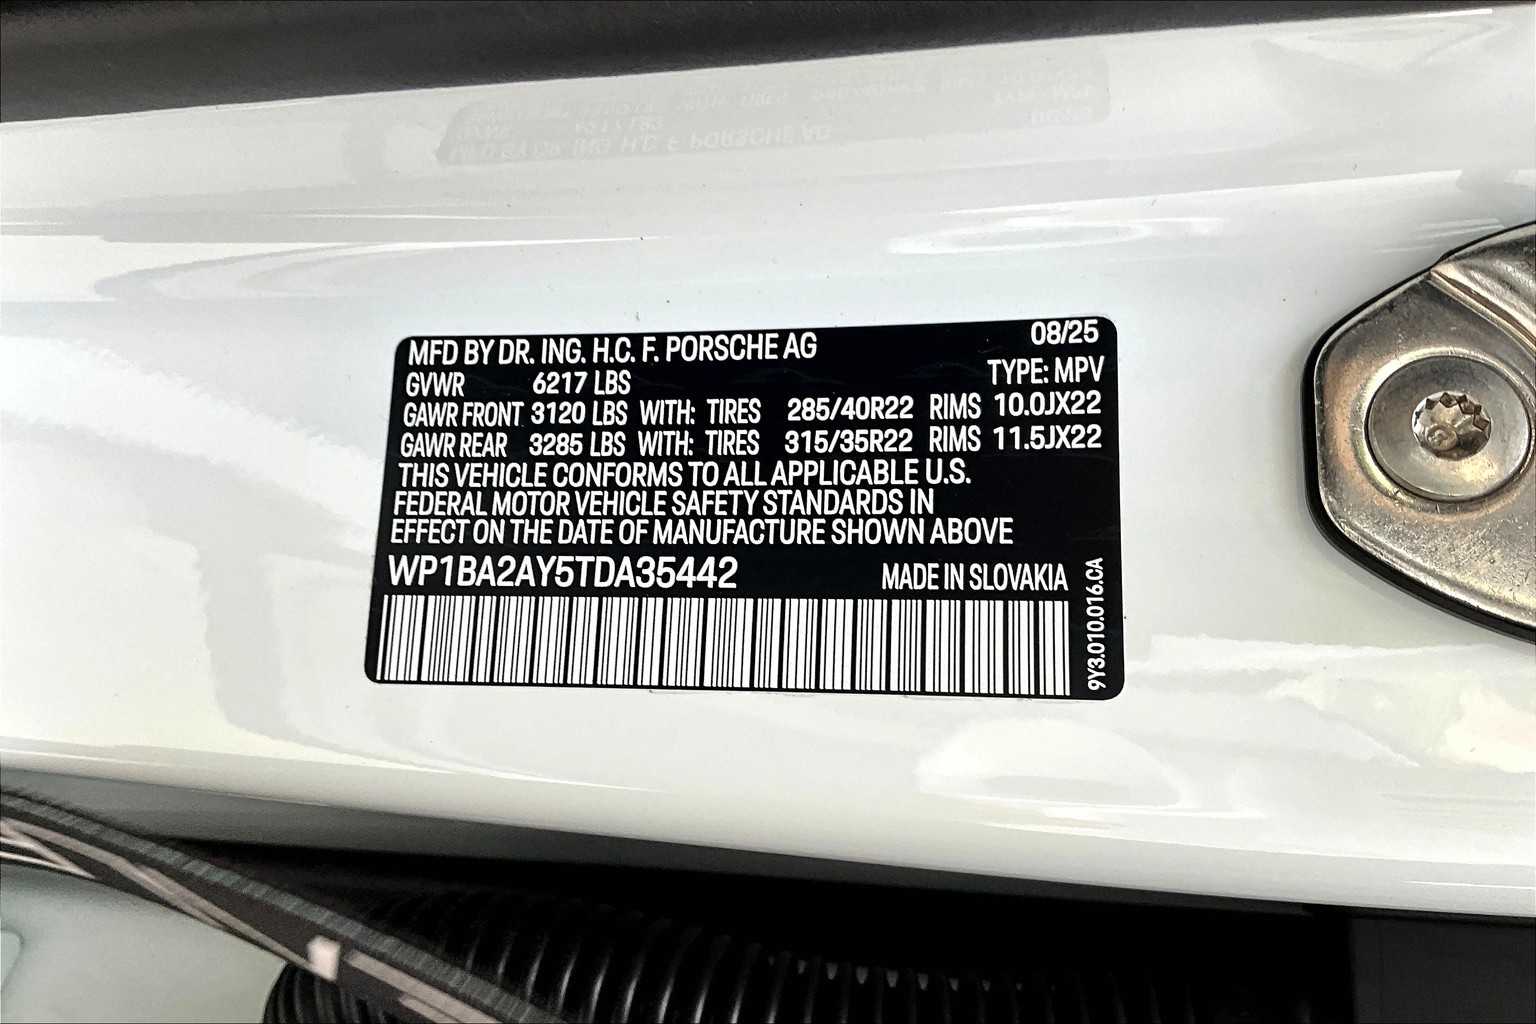 MFD BY DR. ING. H.C. F. PORSCHE AG 08/25
GVWR 6217 LBS TYPE: MPV
GAWR FRONT 3120 LBS WITH: TIRES 285/40R22 RIMS 10.0JX22
GAWR REAR 3285 LBS WITH: TIRES 315/35R22 RIMS 11.5JX22
THIS VEHICLE CONFORMS TO ALL APPLICABLE U.S.
FEDERAL MOTOR VEHICLE SAFETY STANDARDS IN
EFFECT ON THE DATE OF MANUFACTURE SHOWN ABOVE
WP1BA2AY5TDA35442 MADE IN SLOVAKIA
9Y3.010.016.CA